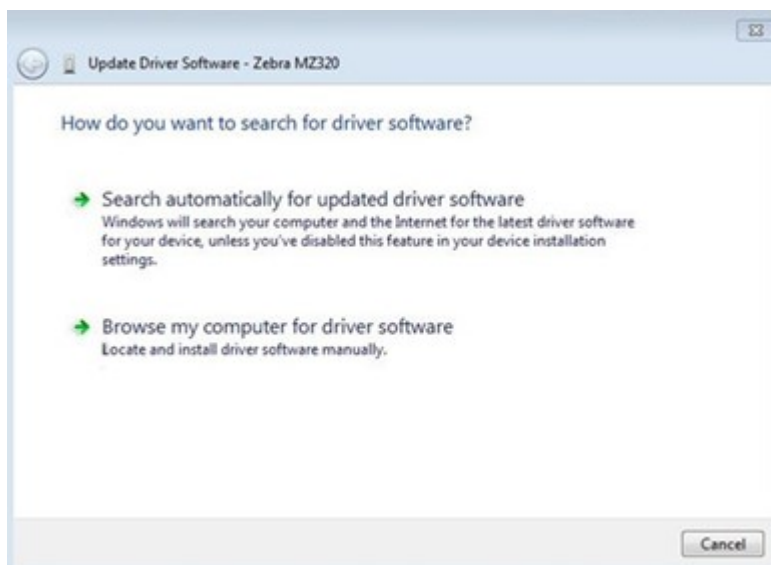 Update Driver Software - Zebra MZ320
How do you want to search for driver software?
Search automatically for updated driver software
Windows will search your computer and the Internet for the latest driver software
for your device, unless you've disabled this feature in your device installation
settings.
Browse my computer for driver software
Locate and install driver software manually.
Cancel